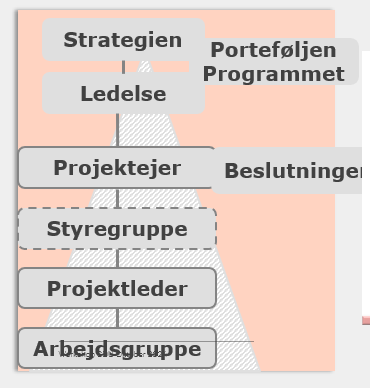 Strategien
Porteføljen
Programmet
Ledelse
Projektejer
Beslutninger
Styregruppe
Projektleder
Arbejdsgruppe